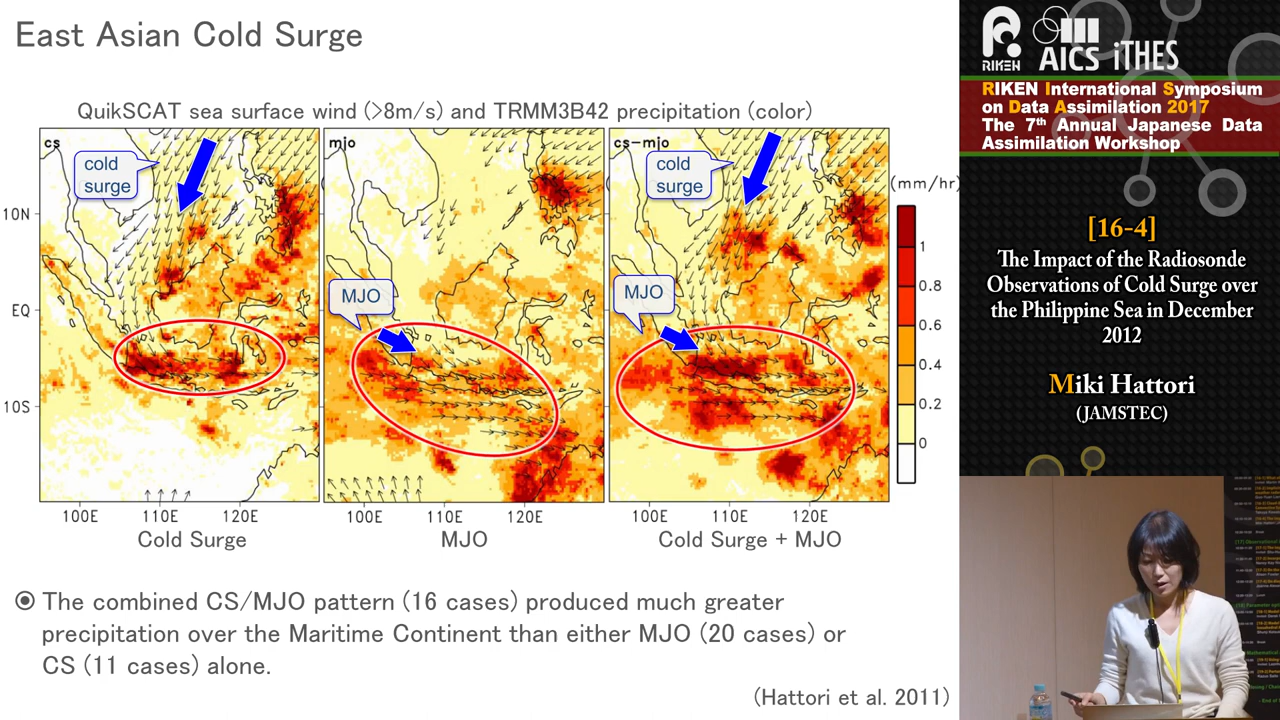 East Asian Cold Surge
QuikSCAT sea surface wind (>8m/s) and TRMM3B42 precipitation (color)
cs
cold
surge
mjo
MJO
cs-mjo
cold
surge
MJO
(mm/hr)
1
0.8
0.6
0.4
0.2
0
10N
EQ
10S
100E 110E 120E
100E 110E 120E
100E 110E 120E
Cold Surge
MJO
Cold Surge + MJO
The combined CS/MJO pattern (16 cases) produced much greater
precipitation over the Maritime Continent than either MJO (20 cases) or
CS (11 cases) alone.
(Hattori et al. 2011)
RIKEN
AICS
iTHES
RIKEN International Symposium
on Data Assimilation 2017
The 7th Annual Japanese Data
Assimilation Workshop
[16-4]
The Impact of the Radiosonde
Observations of Cold Surge over
the Philippine Sea in December
2012
Miki Hattori
(JAMSTEC)